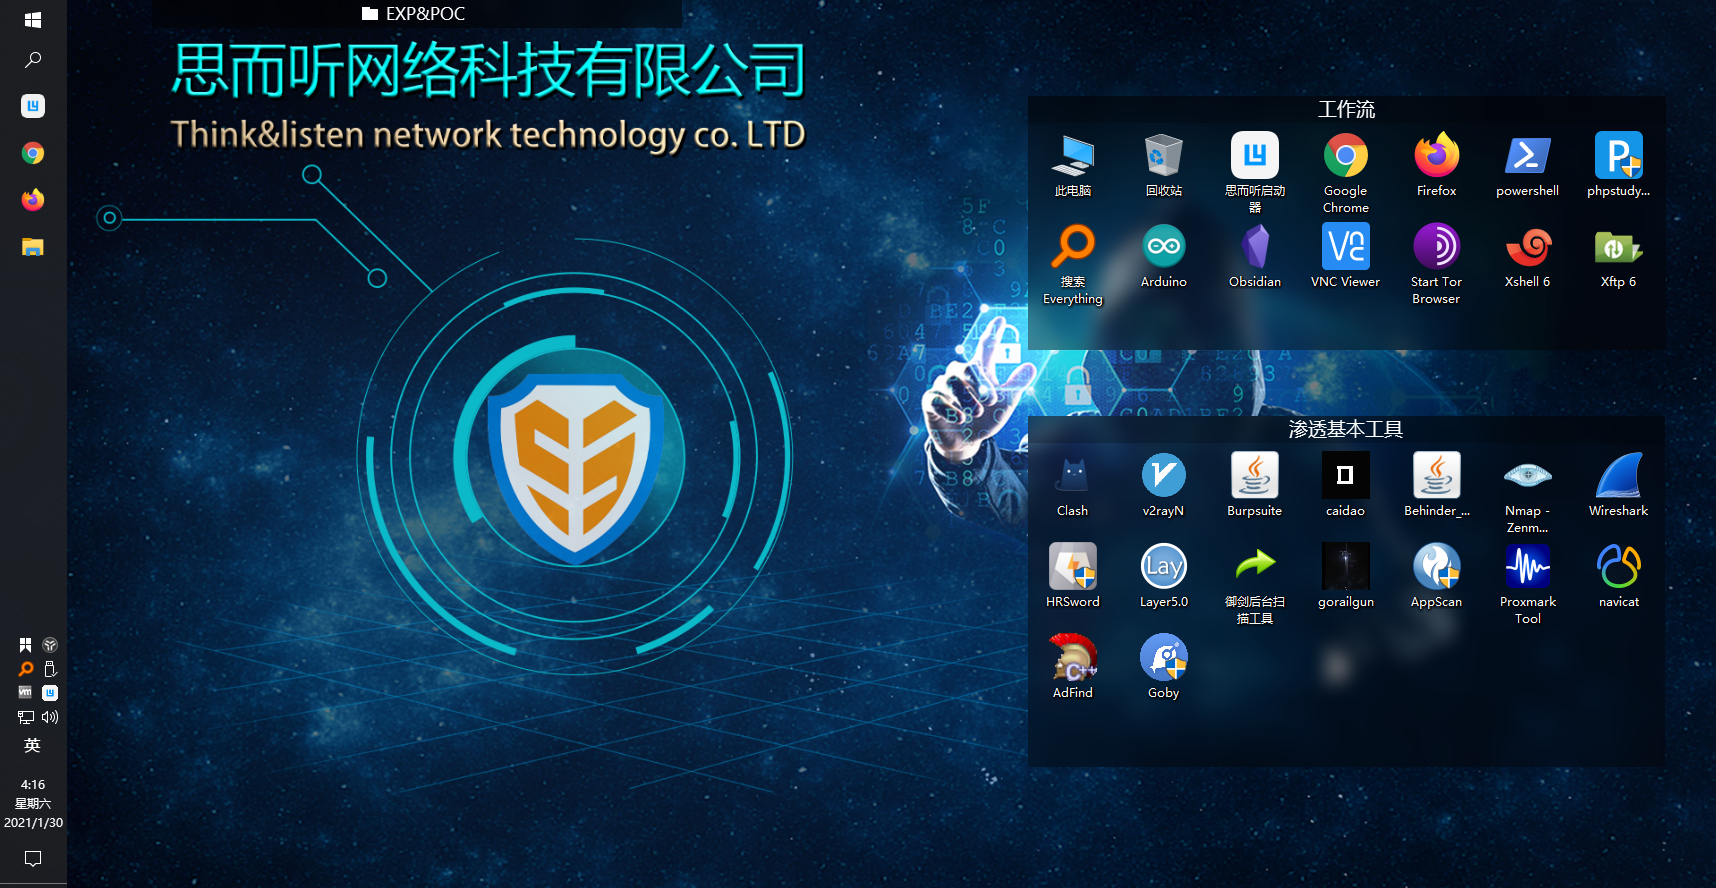 EXP&POC
思而听网络科技有限公司
Think&listen network technology co. LTD
工作流
此电脑
回收站
思而听启动
器
Google
Chrome
Firefox
powershell
phpstudy...
搜索
Everything
Arduino
Obsidian
VNC Viewer
Start Tor
Browser
Xshell 6
Xftp 6
渗透基本工具
Clash
v2rayN
Burpsuite
caidao
Behinder_...
Nmap -
Zenm...
Wireshark
HRSword
Lay
Layer5.0
御剑后台扫
描工具
gorailgun
AppScan
Proxmark
Tool
navicat
C++
AdFind
Goby
英
4:16
星期六
2021/1/30